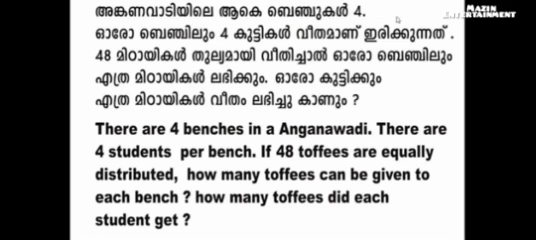 MAZIN
ENTERTAINMENT
അങ്കണവാടിയിലെ ആകെ ബെഞ്ചുകൾ 4.
ഓരോ ബെഞ്ചിലും 4 കുട്ടികൾ വീതമാണ് ഇരിക്കുന്നത് .
48 മിഠായികൾ തുല്യമായി വീതിച്ചാൽ ഓരോ ബെഞ്ചിലും
എത്ര മിഠായികൾ ലഭിക്കും. ഓരോ കുട്ടിക്കും
എത്ര മിഠായികൾ വീതം ലഭിച്ചു കാണും ?
There are 4 benches in a Anganawadi. There are
4 students per bench. If 48 toffees are equally
distributed, how many toffees can be given to
each bench ? how many toffees did each
student get ?